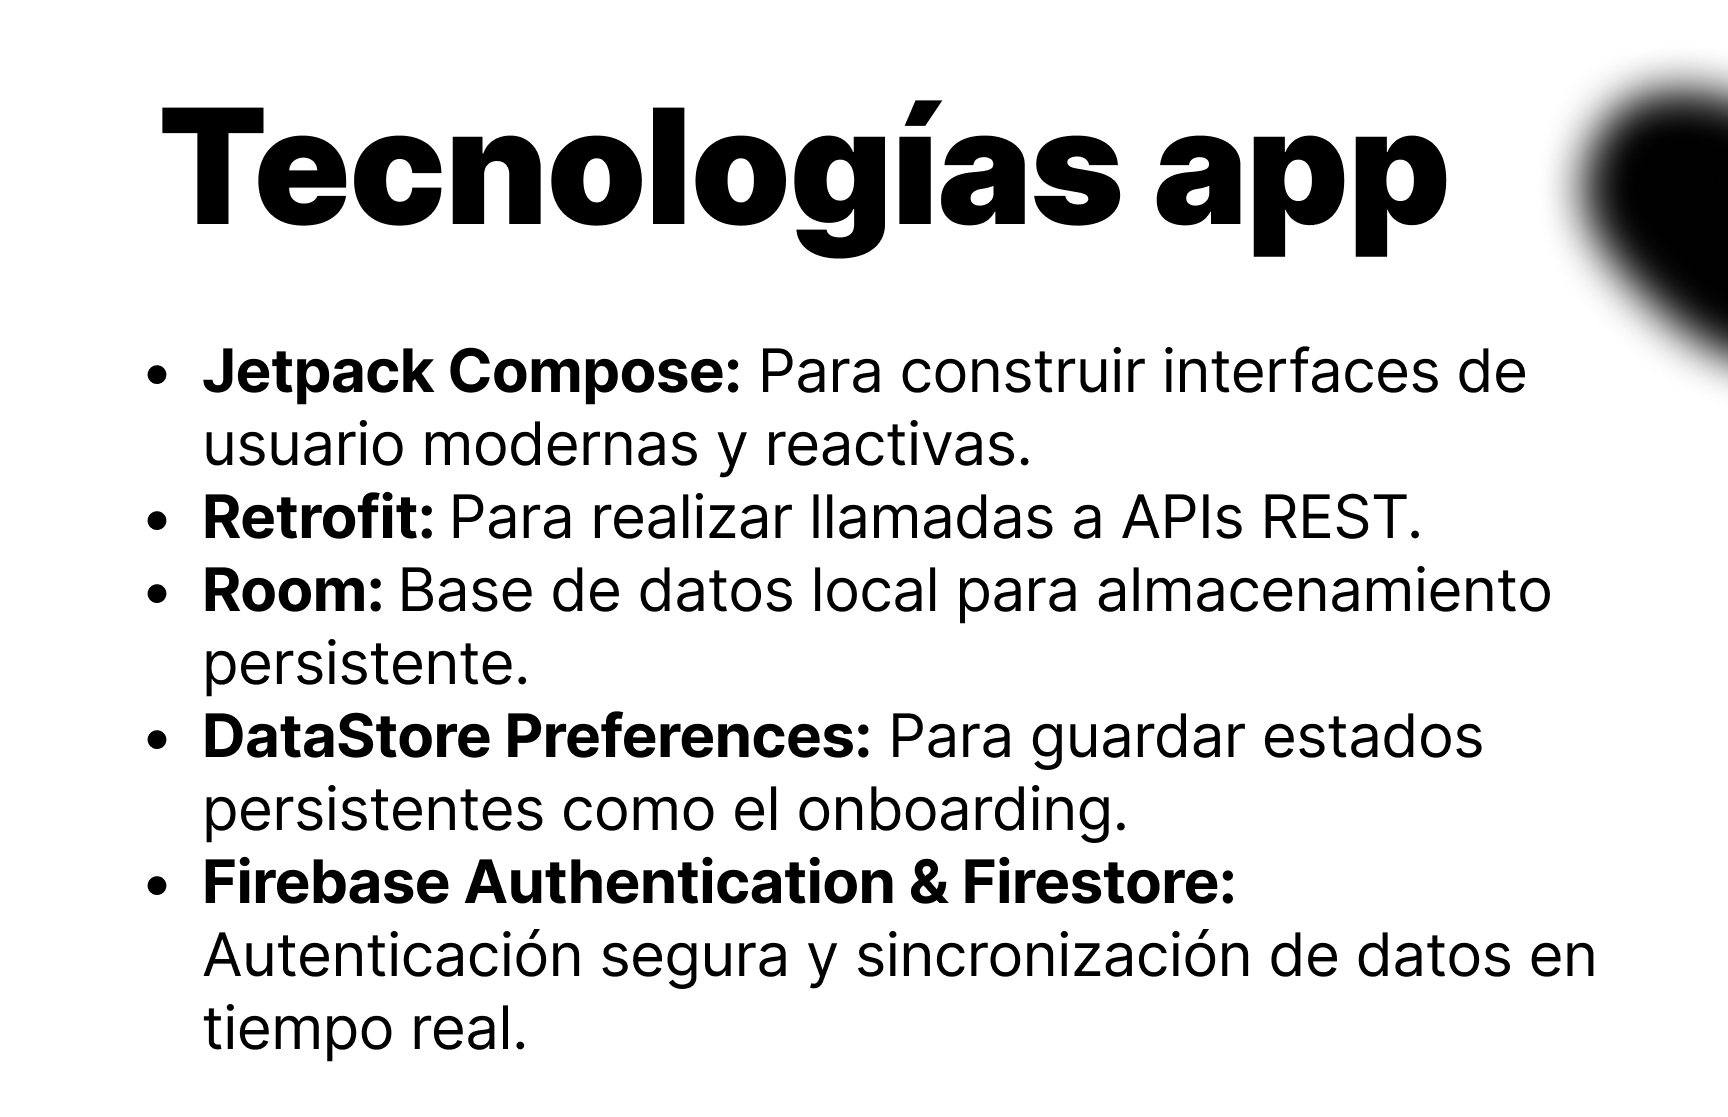 Tecnologías app
• Jetpack Compose: Para construir interfaces de
usuario modernas y reactivas.
• Retrofit: Para realizar llamadas a APIs REST.
• Room: Base de datos local para almacenamiento
persistente.
• DataStore Preferences: Para guardar estados
persistentes como el onboarding.
• Firebase Authentication & Firestore:
Autenticación segura y sincronización de datos en
tiempo real.